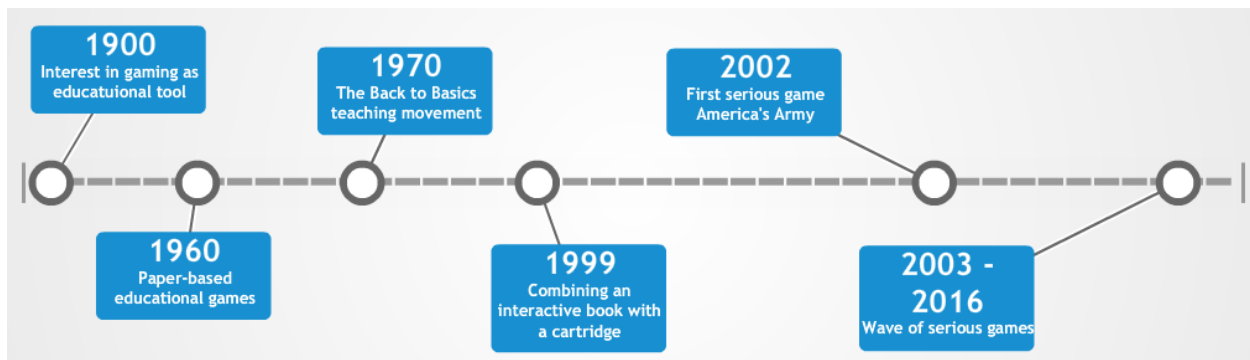 1900
Interest in gaming as
educatuional tool
1960
Paper-based
educational games
1970
The Back to Basics
teaching movement
1999
Combining an
interactive book with
a cartridge
2002
First serious game
America's Army
2003 -
2016
Wave of serious games